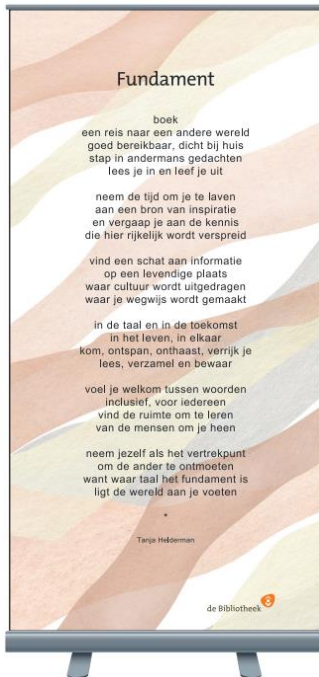 Fundament
boek
een reis naar een andere wereld
goed bereikbaar, dicht bij huis
stap in andermans gedachten
lees je in en leef je uit
neem de tijd om je te laven
aan een bron van inspiratie
en vergaap je aan de kennis
die hier rijkelijk wordt verspreid
vind een schat aan informatie
op een levendige plaats
waar cultuur wordt uitgedragen
waar je wegwijs wordt gemaakt
in de taal en in de toekomst
in het leven, in elkaar
kom, ontspan, onthaast, verrijk je
lees, verzamel en bewaar
voel je welkom tussen woorden
inclusief, voor iedereen
vind de ruimte om te leren
van de mensen om je heen
neem jezelf als het vertrekpunt
om de ander te ontmoeten
want waar taal het fundament is
ligt de wereld aan je voeten
*
Tanja Helderman
de Bibliotheek